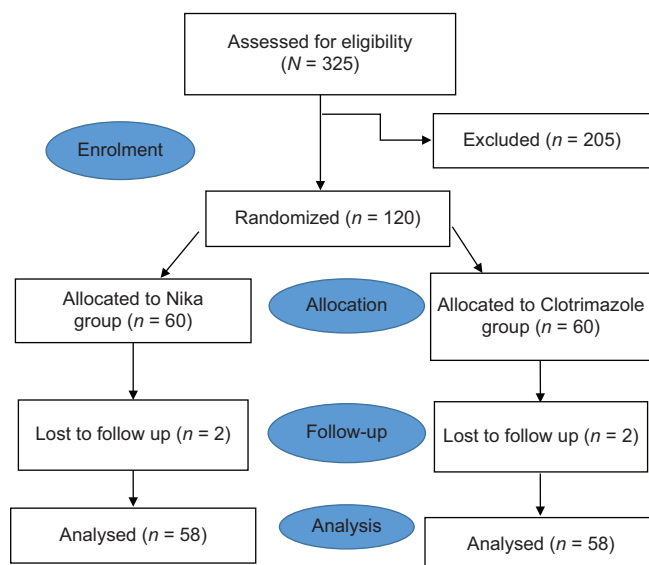 Assessed for eligibility
(N = 325)
Enrolment
Excluded (n = 205)
Randomized (n = 120)
Allocated to Nika
group (n = 60)
Allocation
Allocated to Clotrimazole
group (n = 60)
Lost to follow up (n = 2)
Follow-up
Lost to follow up (n = 2)
Analysed (n = 58)
Analysis
Analysed (n = 58)